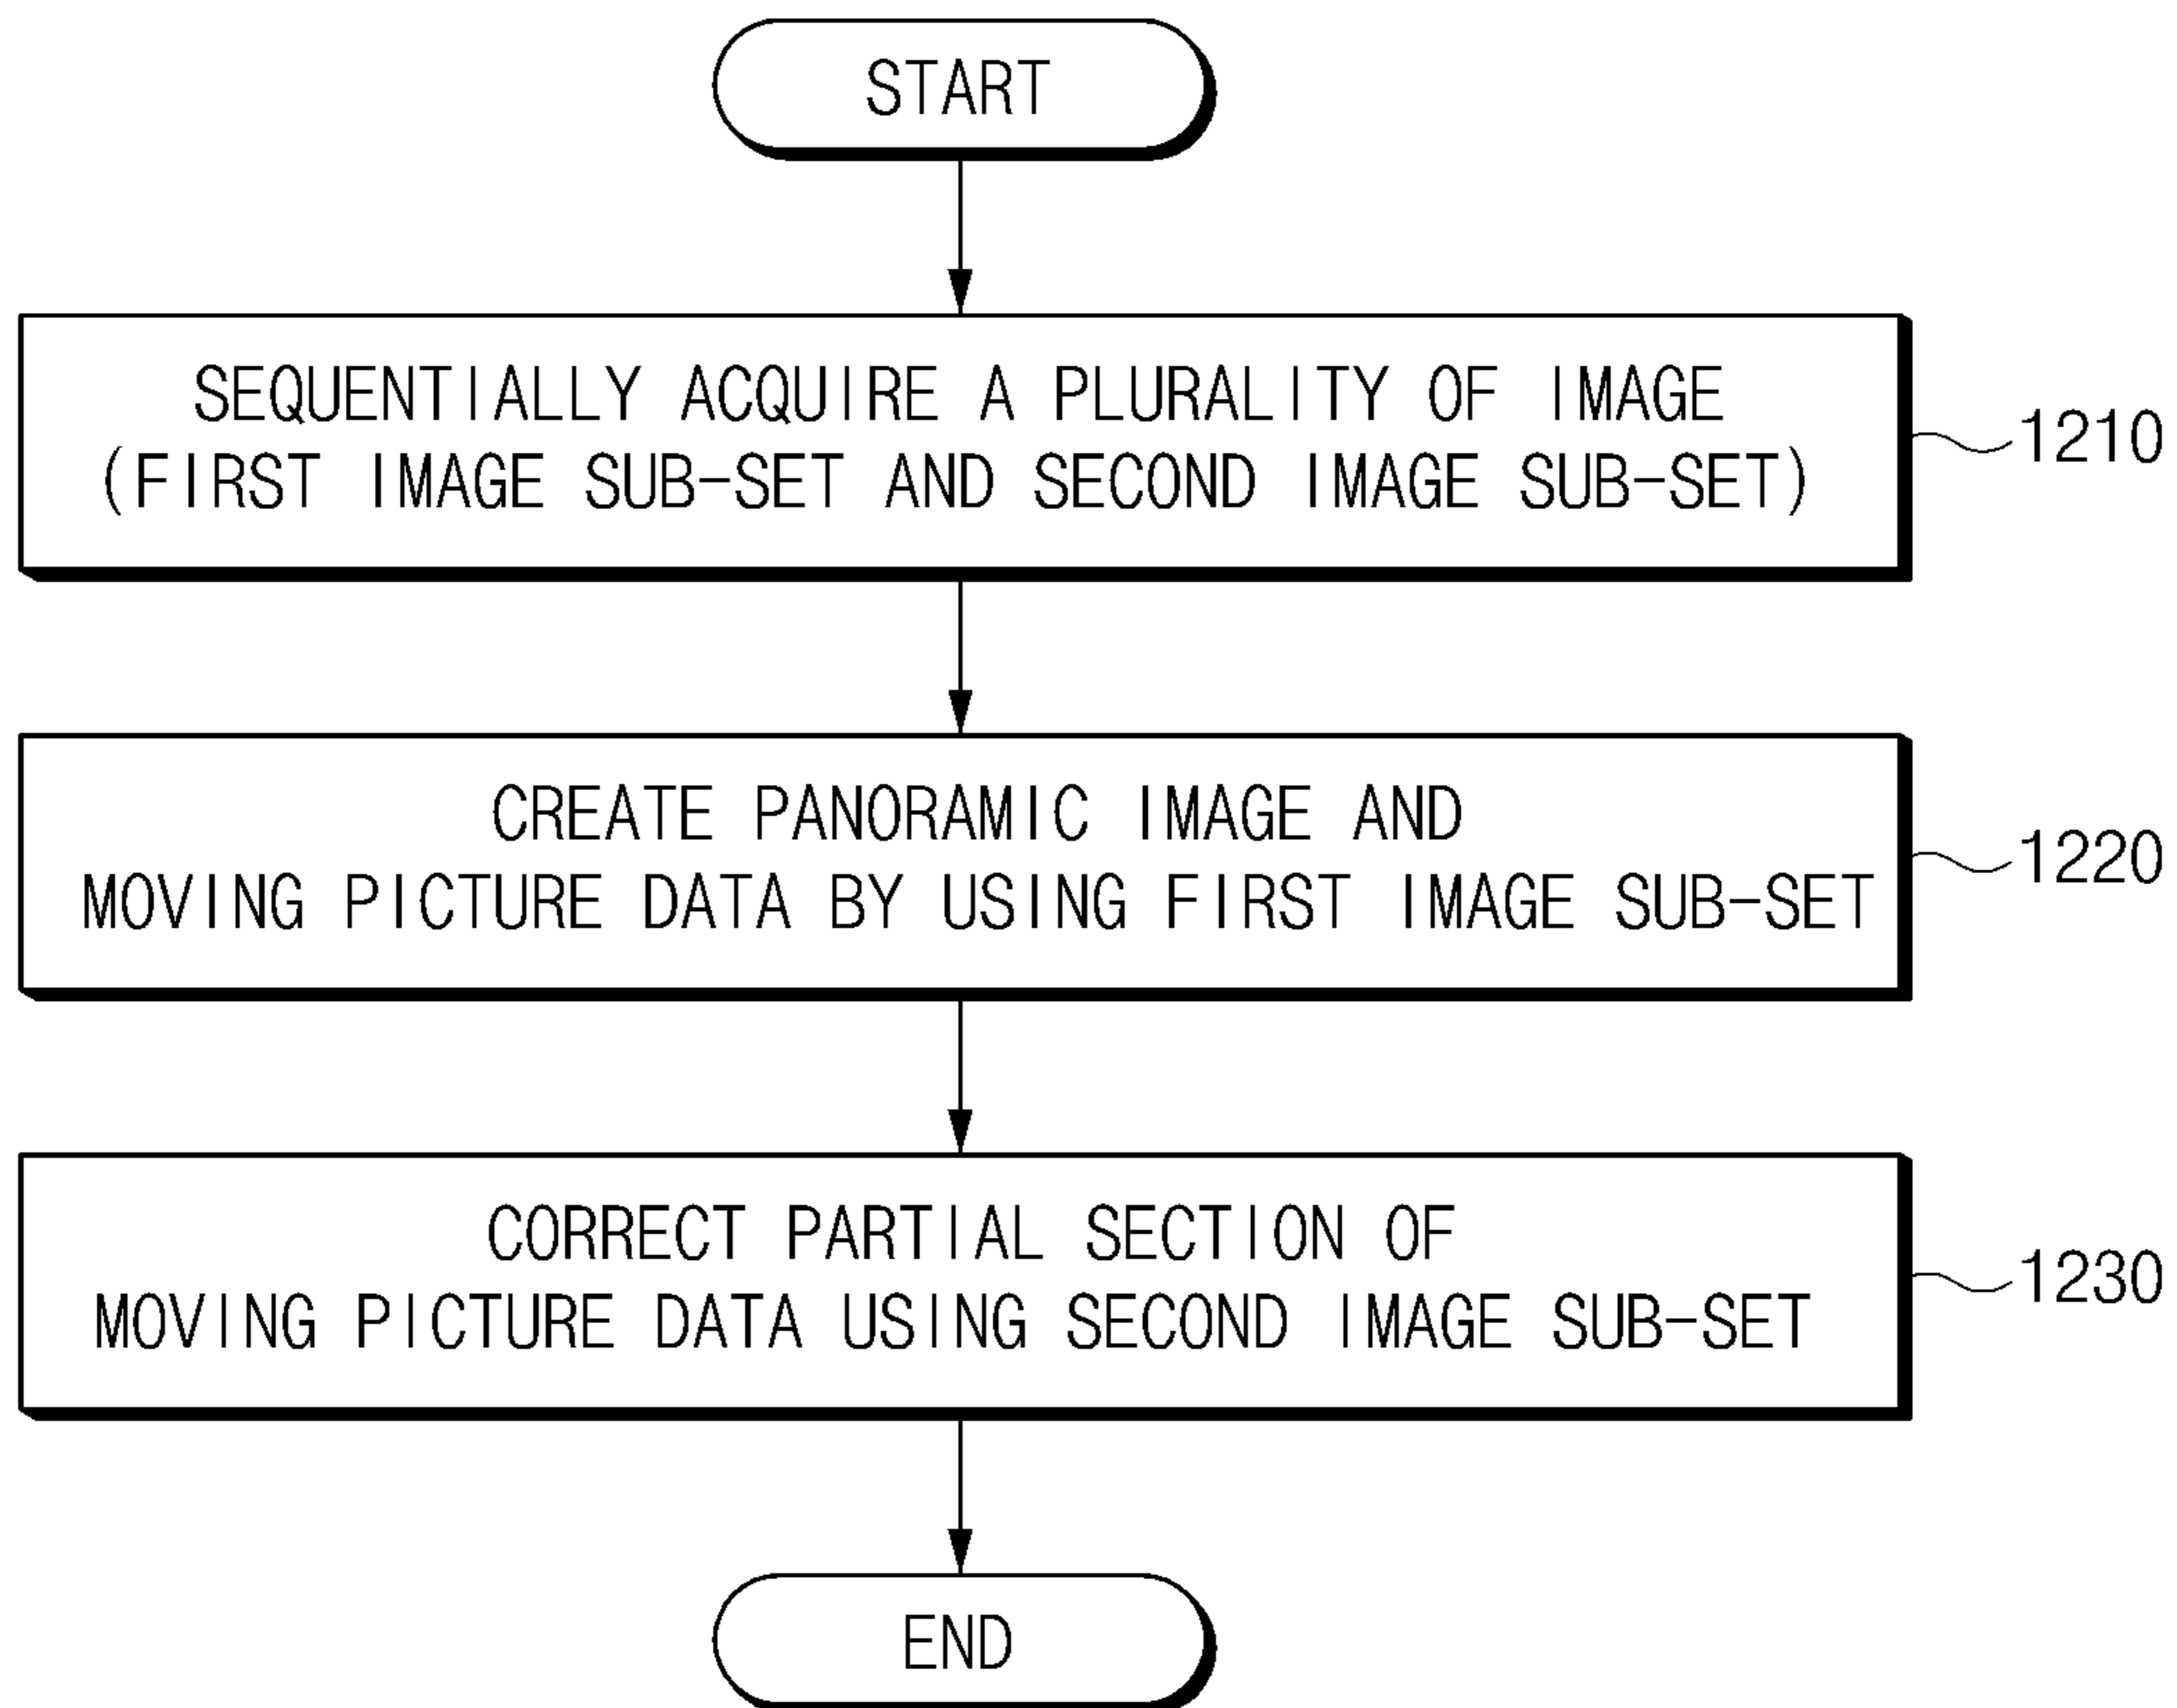 START
SEQUENTIALLY ACQUIRE A PLURALITY OF IMAGE
(FIRST IMAGE SUB-SET AND SECOND IMAGE SUB-SET)
1210
CREATE PANORAMIC IMAGE AND
MOVING PICTURE DATA BY USING FIRST IMAGE SUB-SET
1220
CORRECT PARTIAL SECTION OF
MOVING PICTURE DATA USING SECOND IMAGE SUB-SET
1230
END